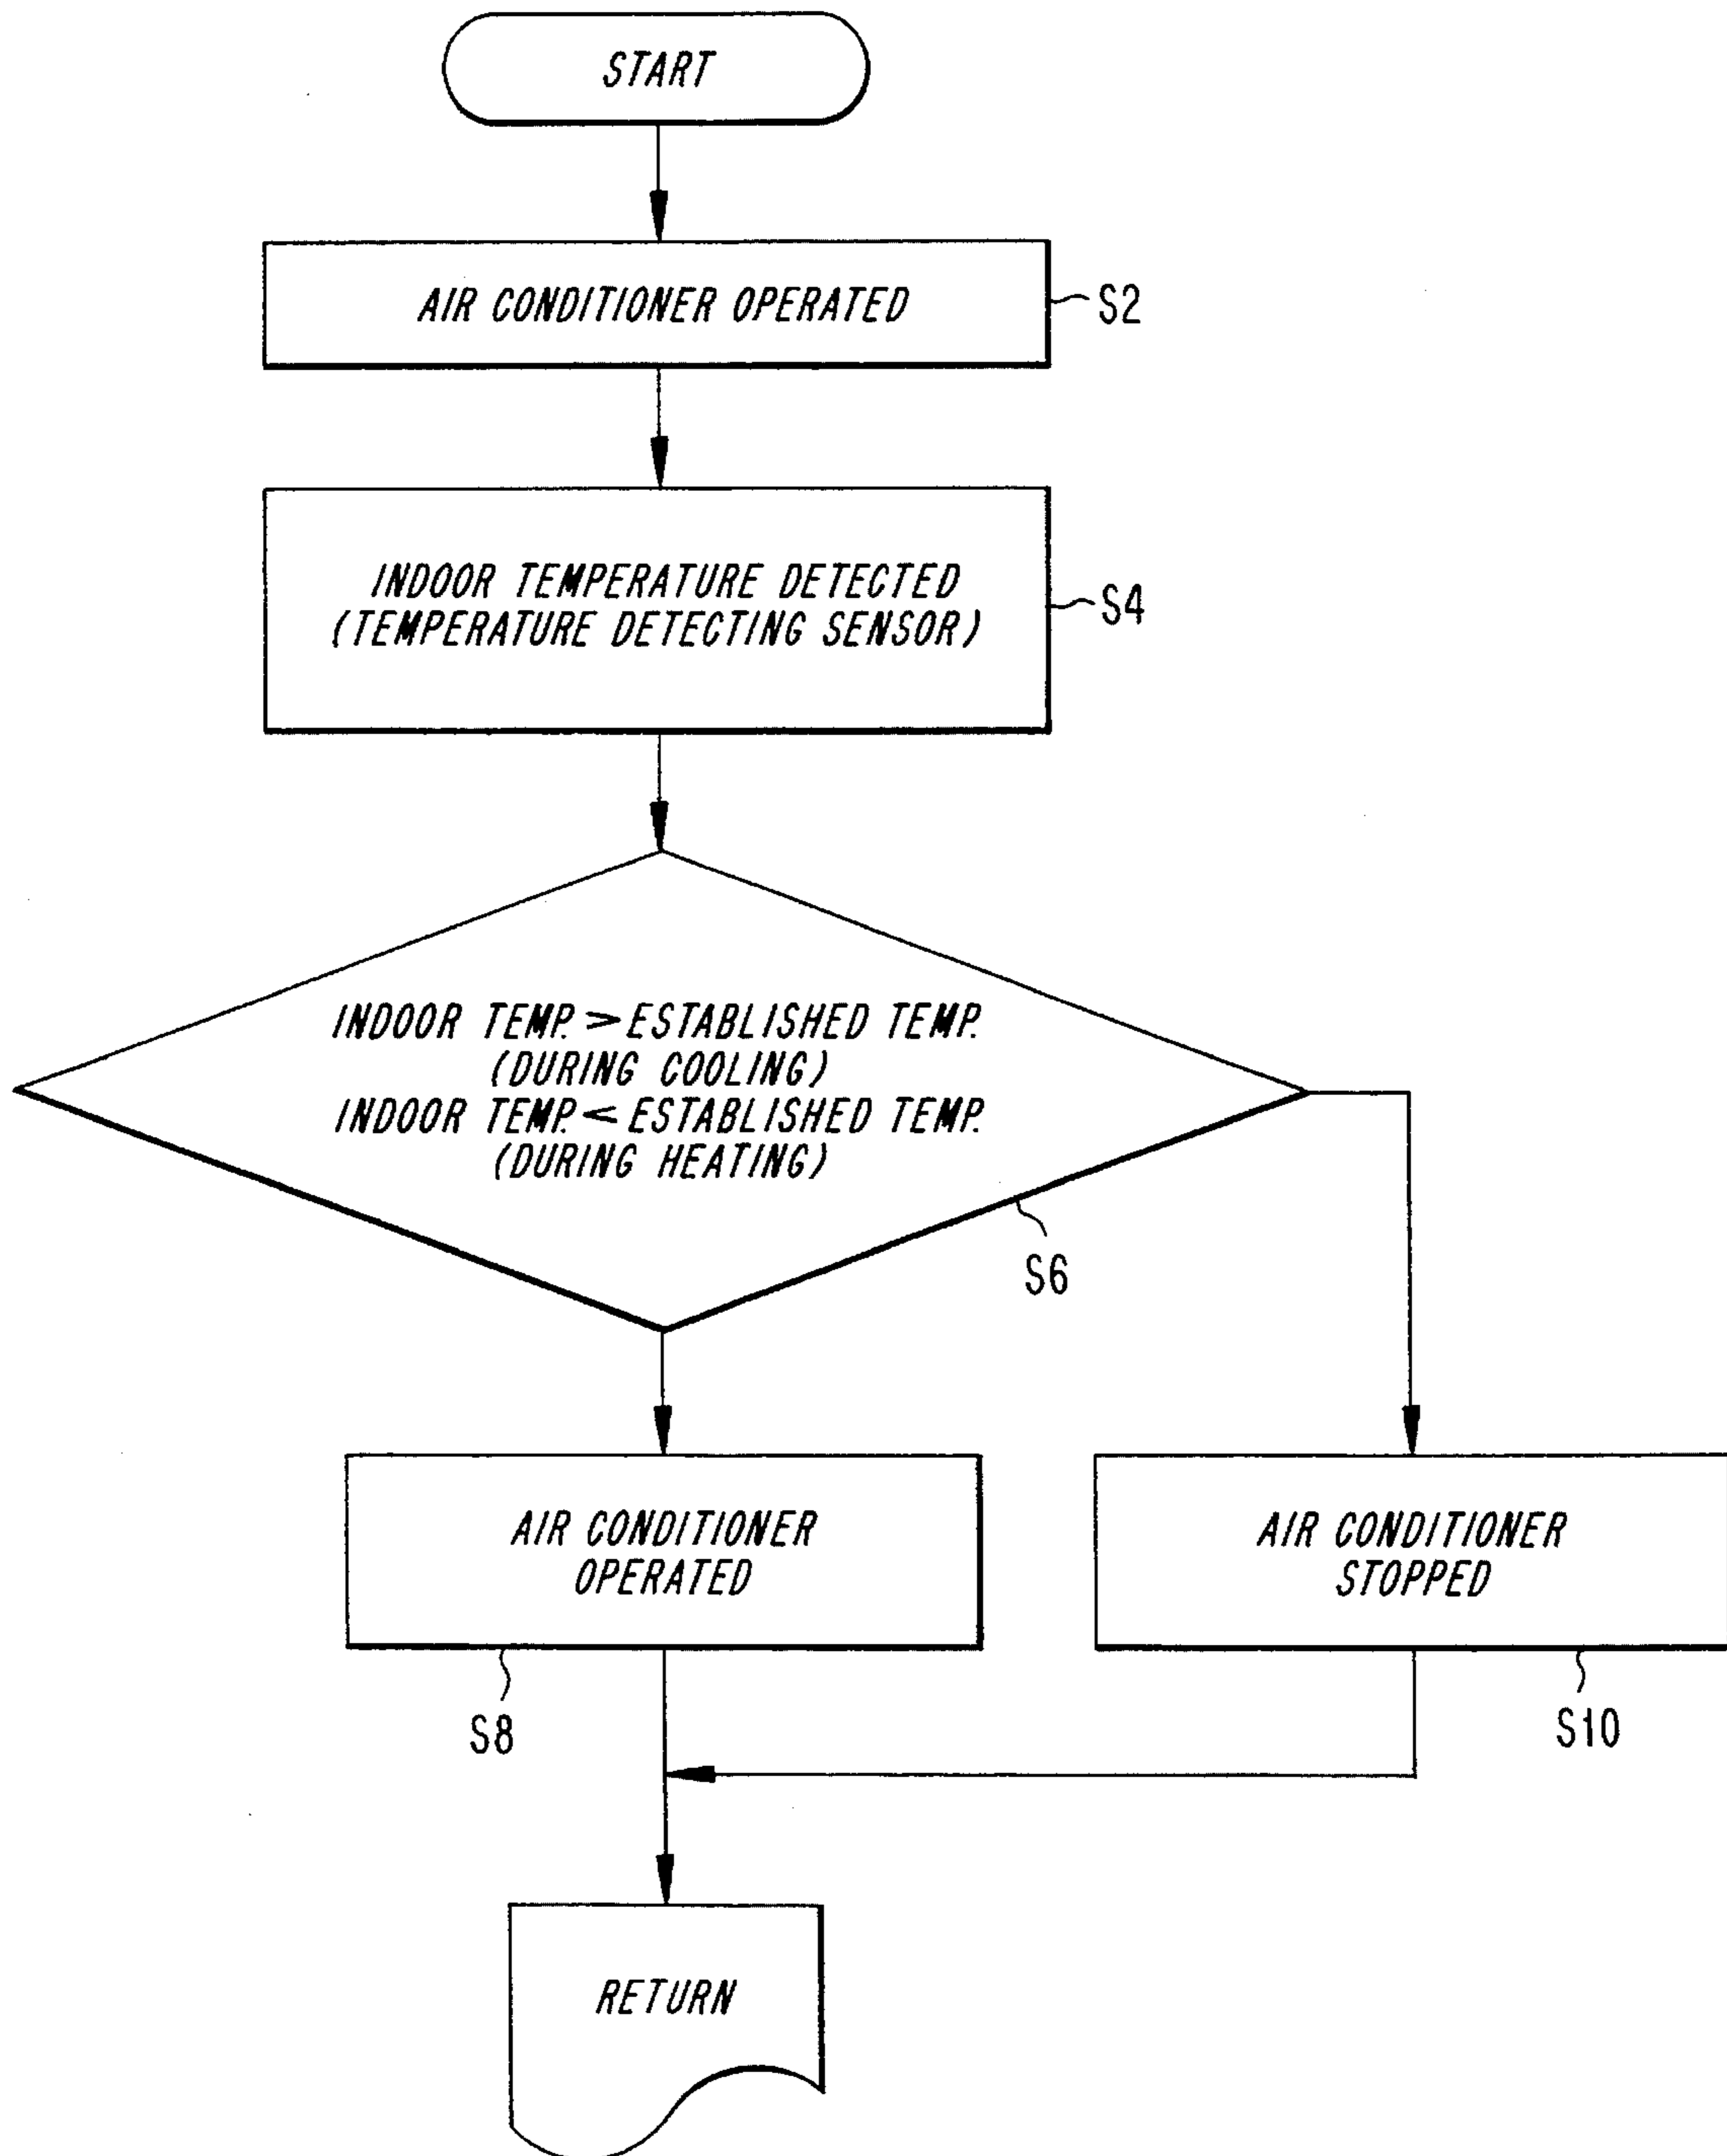 START
AIR CONDITIONER OPERATED
S2
INDOOR TEMPERATURE DETECTED
(TEMPERATURE DETECTING SENSOR)
S4
INDOOR TEMP. > ESTABLISHED TEMP.
(DURING COOLING)
INDOOR TEMP. < ESTABLISHED TEMP.
(DURING HEATING)
S6
AIR CONDITIONER
OPERATED
S8
AIR CONDITIONER
STOPPED
S10
RETURN